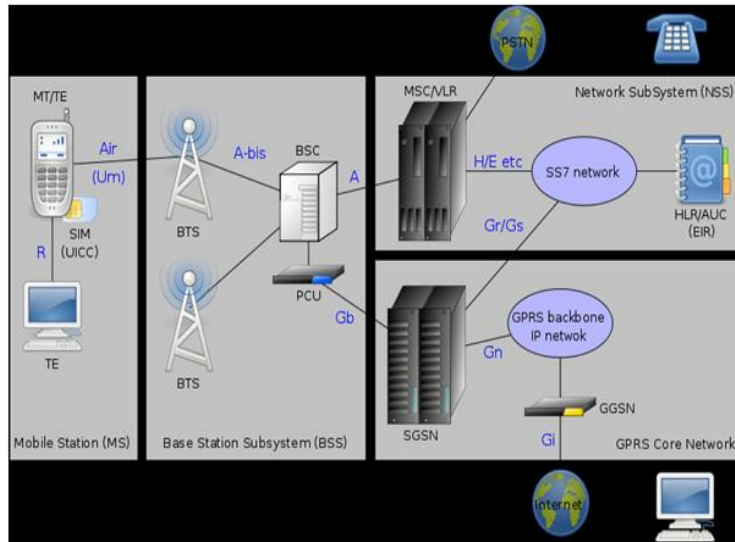 PSTN
MT/TE
MSC/VLR
Network SubSystem (NSS)
Air
(Um)
A-bis
BSC
A
H/E etc
SS7 network
SIM
(UICC)
BTS
HLR/AUC
(EIR)
R
Gr/Gs
PCU
Gb
GPRS backbone
IP netwok
Gn
TE
BTS
GGSN
SGSN
Gi
Mobile Station (MS)
Base Station Subsystem (BSS)
GPRS Core Network
Internet